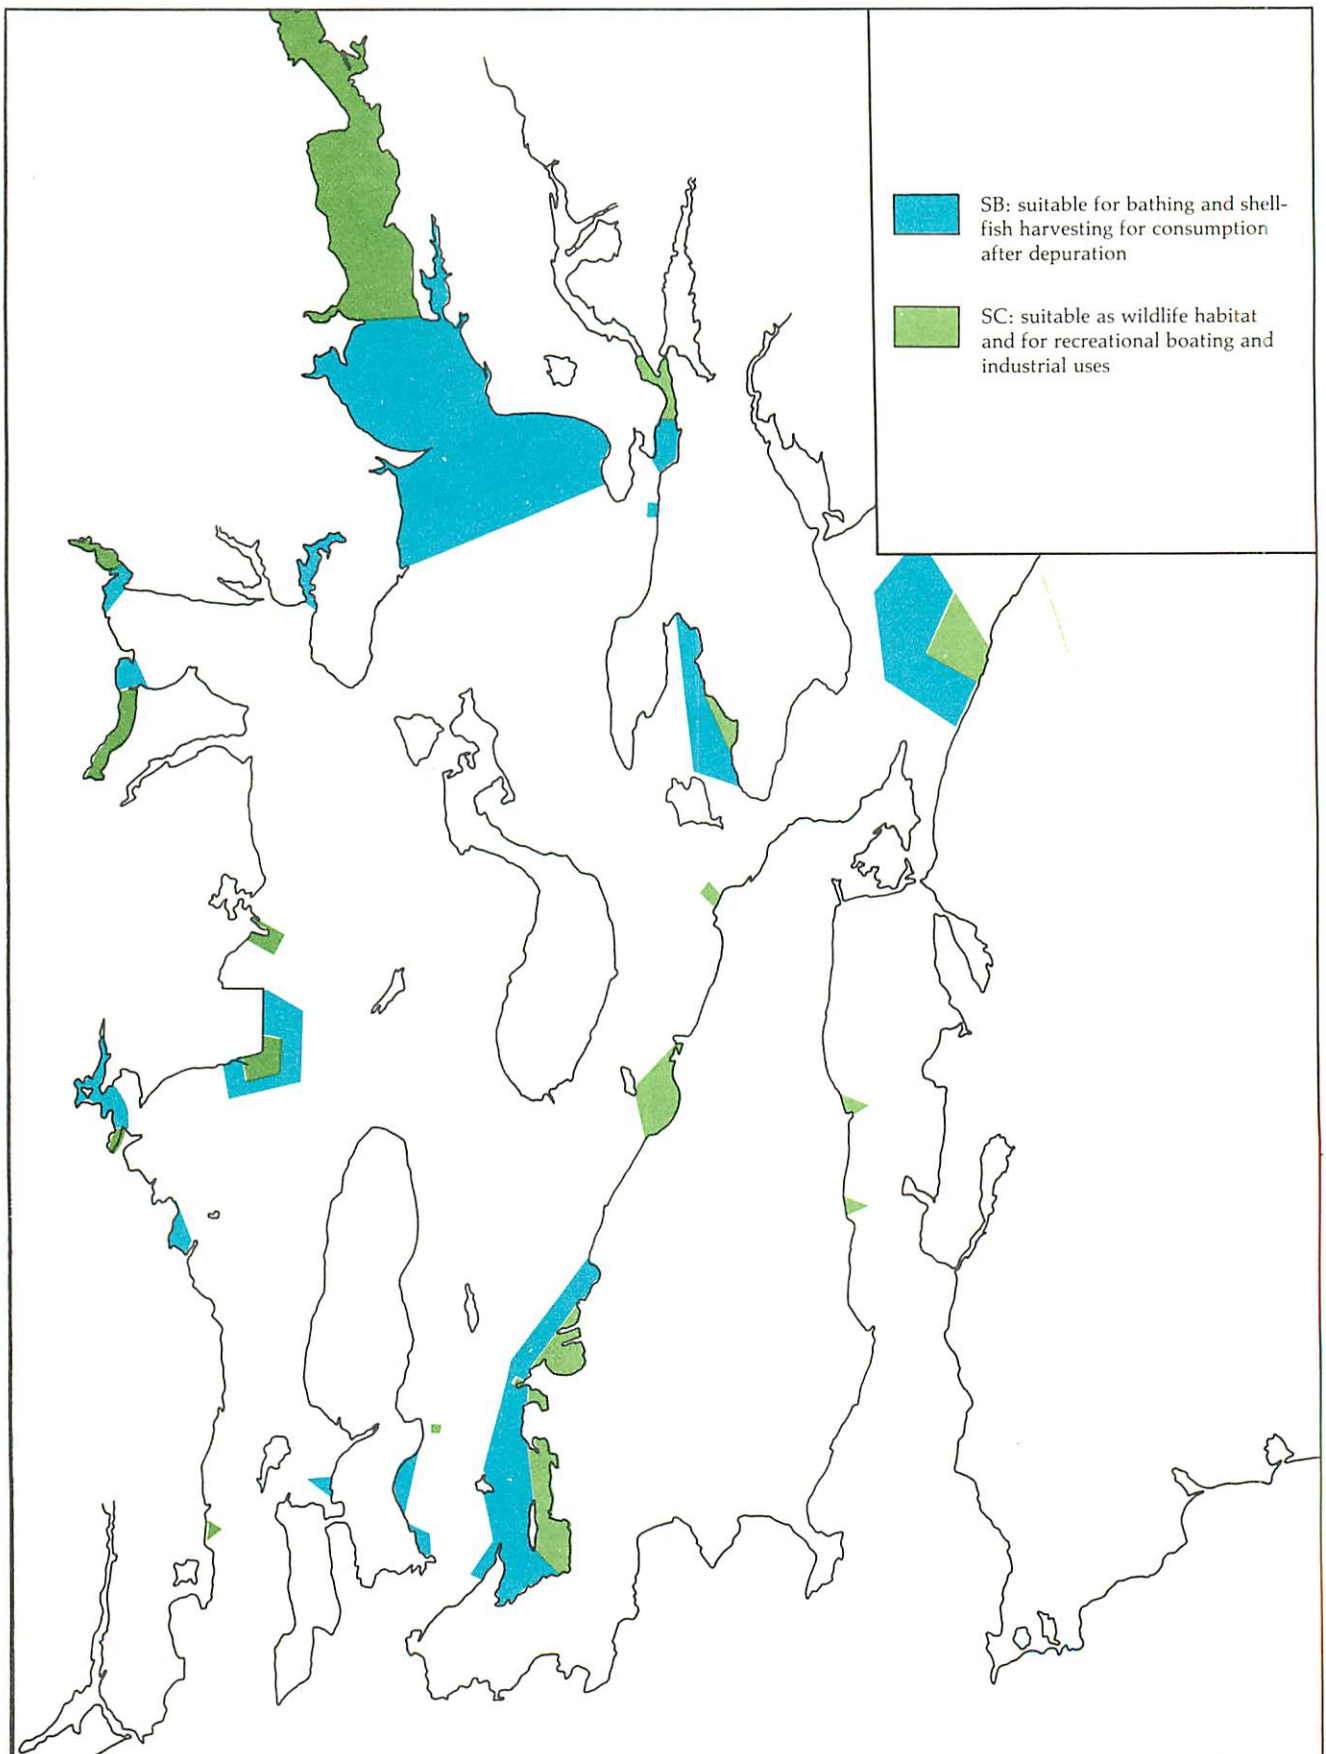 SB: suitable for bathing and shell-
fish harvesting for consumption
after depuration
SC: suitable as wildlife habitat
and for recreational boating and
industrial uses